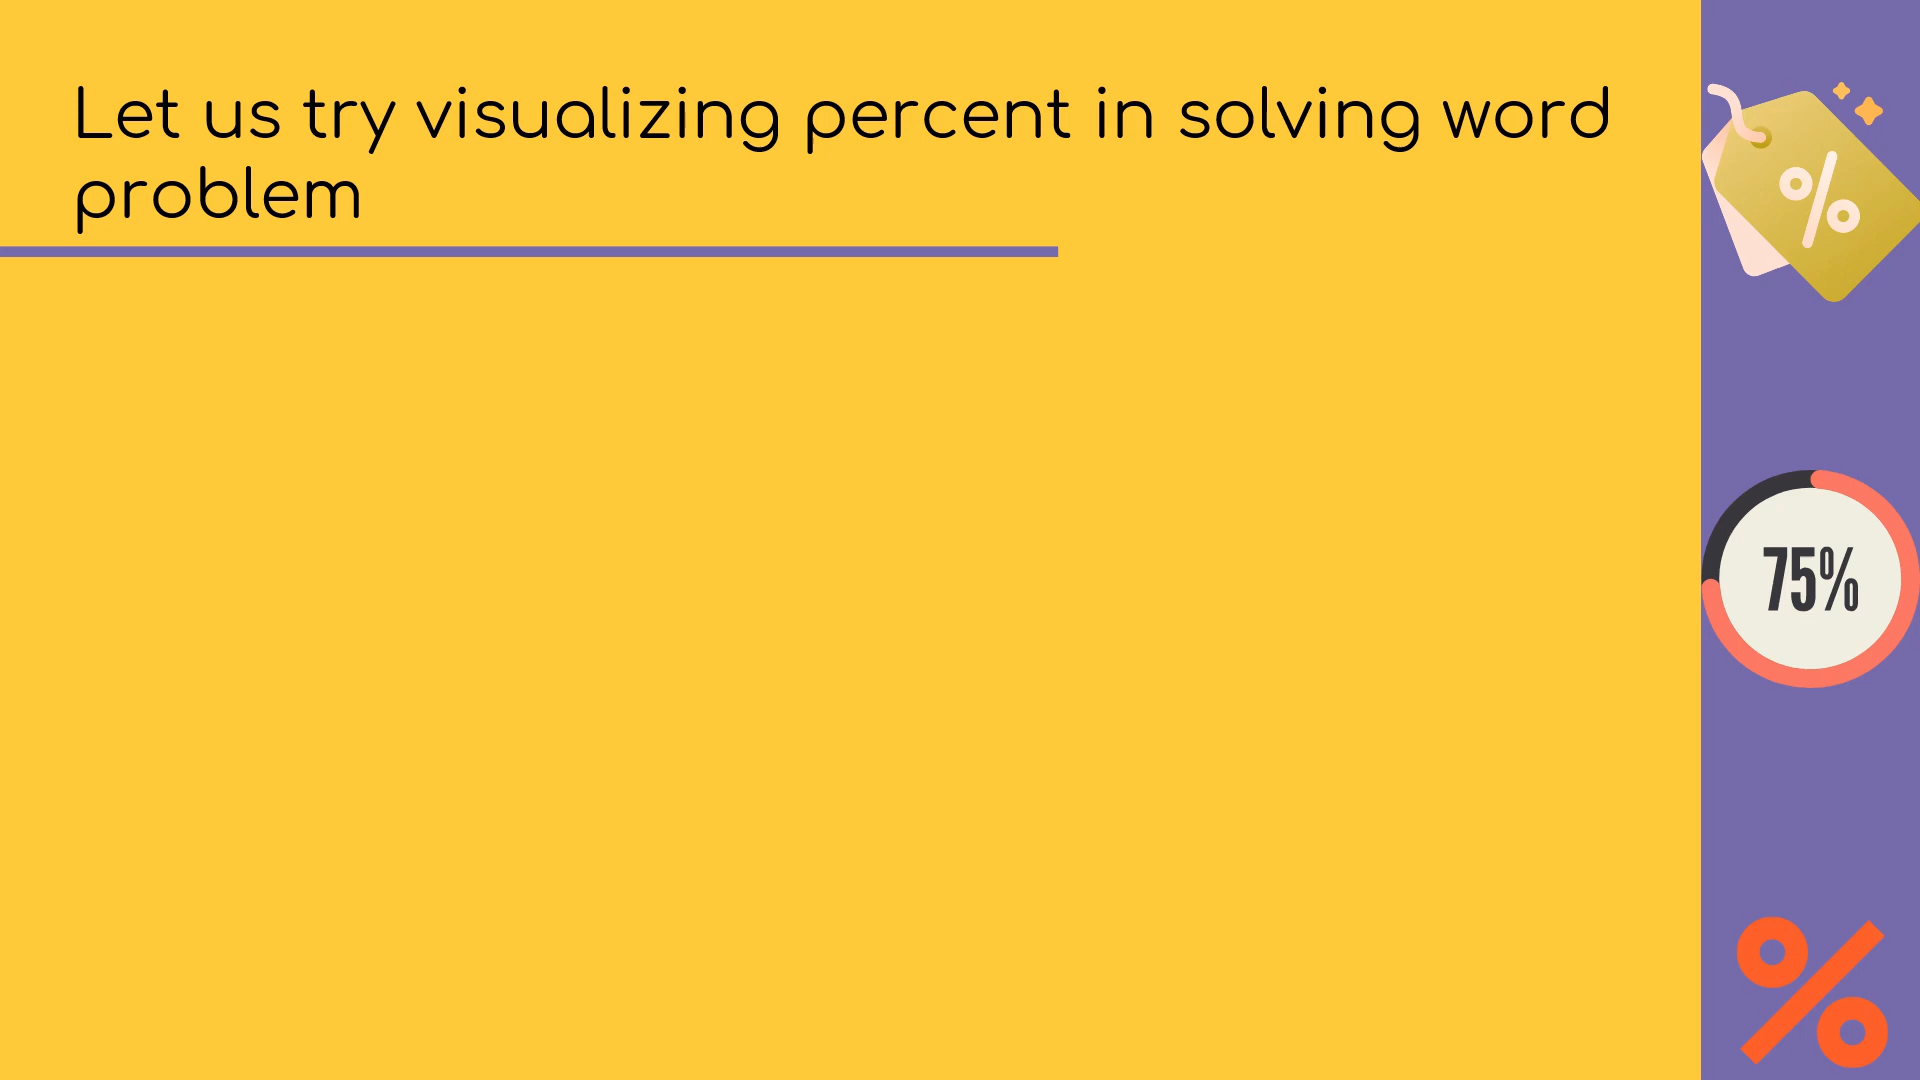 Let us try visualizing percent in solving word
problem
%
75%
%